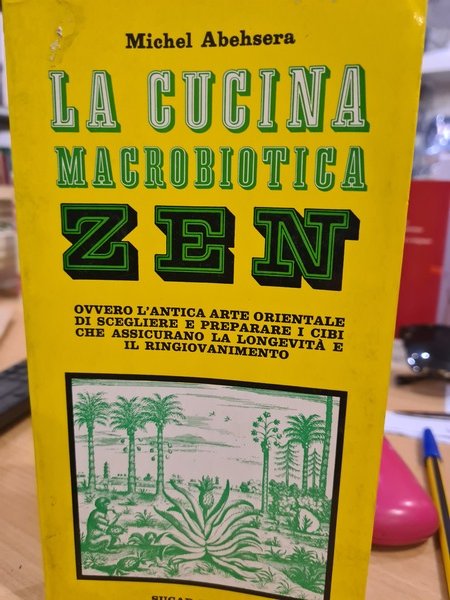 Michel Abehsera
LA CUCINA
MACROBIOTICA
ZEN
OVVERO L'ANTICA ARTE ORIENTALE
DI SCEGLIERE E PREPARARE I CIBI
CHE ASSICURANO LA LONGEVITÀ E
IL RINGIOVANIMENTO